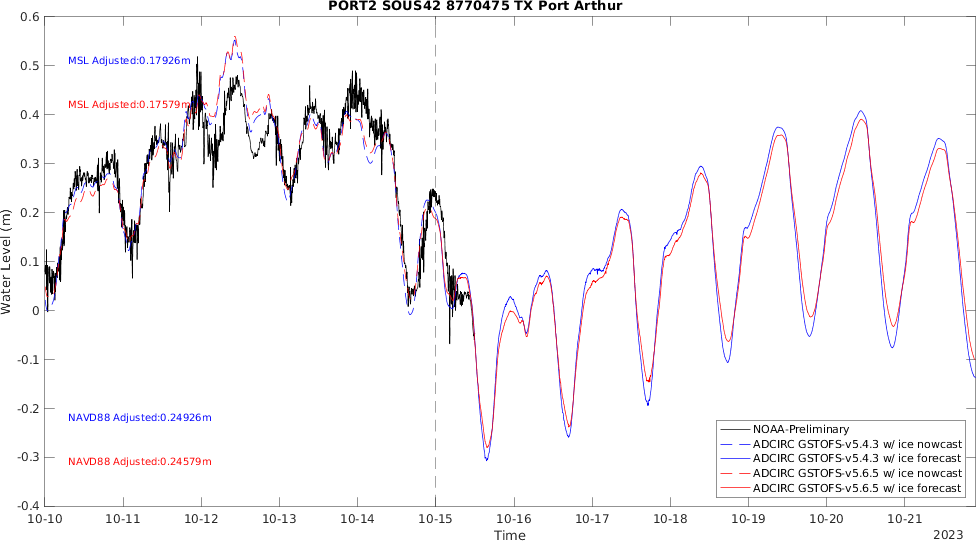 PORT2 SOUS42 8770475 TX Port Arthur
0.6
0.5
0.4
0.3
0.2
0.1
0
-0.1
-0.2
-0.3
-0.4
Water Level (m)
MSL Adjusted:0.17926m
MSL Adjusted:0.17579m
NAVD88 Adjusted:0.24926m
NAVD88 Adjusted:0.24579m
NOAA-Preliminary
ADCIRC GSTOFS-v5.4.3 w/ ice nowcast
ADCIRC GSTOFS-v5.4.3 w/ ice forecast
ADCIRC GSTOFS-v5.6.5 w/ ice nowcast
ADCIRC GSTOFS-v5.6.5 w/ ice forecast
10-10 10-11 10-12 10-13 10-14 10-15 10-16 10-17 10-18 10-19 10-20 10-21
Time
2023